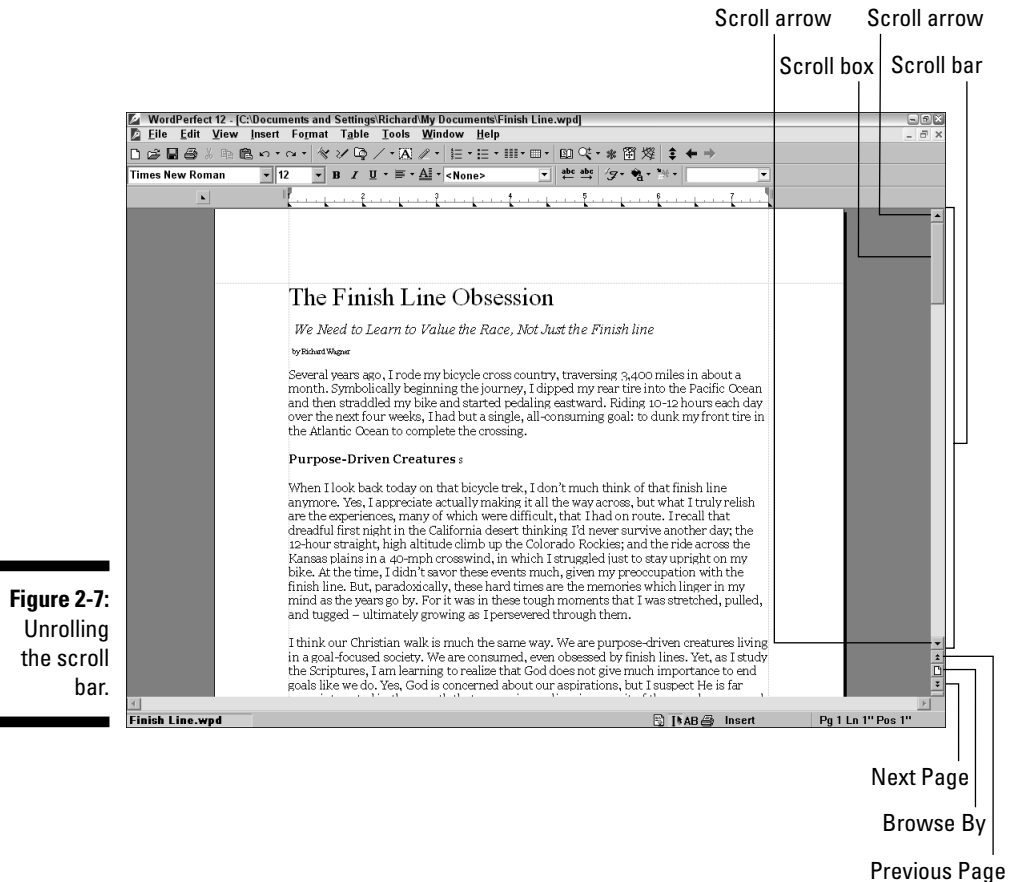 Scroll arrow Scroll arrow
Scroll box Scroll bar
WordPerfect 12 - [C:\Documents and Settings\Richard\My Documents\Finish Line.wpd]
File Edit View Insert Format Table Tools Window Help
Times New Roman 12 B I U <None> abc abc
2 3 4 5 6 7
The Finish Line Obsession
We Need to Learn to Value the Race, Not Just the Finish line
by Richard Wagner
Several years ago, I rode my bicycle cross country, traversing 3,400 miles in about a
month. Symbolically beginning the journey, I dipped my rear tire into the Pacific Ocean
and then straddled my bike and started pedaling eastward. Riding 10-12 hours each day
over the next four weeks, I had but a single, all-consuming goal: to dunk my front tire in
the Atlantic Ocean to complete the crossing.
Purpose-Driven Creatures s
When I look back today on that bicycle trek, I don't much think of that finish line
anymore. Yes, I appreciate actually making it all the way across, but what I truly relish
are the experiences, many of which were difficult, that I had on route. I recall that
dreadful first night in the California desert thinking I'd never survive another day; the
12-hour straight, high altitude climb up the Colorado Rockies; and the ride across the
Kansas plains in a 40-mph crosswind, in which I struggled just to stay upright on my
bike. At the time, I didn't savor these events much, given my preoccupation with the
finish line. But, paradoxically, these hard times are the memories which linger in my
mind as the years go by. For it was in these tough moments that I was stretched, pulled,
and tugged – ultimately growing as I persevered through them.
I think our Christian walk is much the same way. We are purpose-driven creatures living
in a goal-focused society. We are consumed, even obsessed by finish lines. Yet, as I study
the Scriptures, I am learning to realize that God does not give much importance to end
goals like we do. Yes, God is concerned about our aspirations, but I suspect He is far
Finish Line.wpd AB Insert Pg 1 Ln 1" Pos 1"
Figure 2-7:
Unrolling
the scroll
bar.
Next Page
Browse By
Previous Page